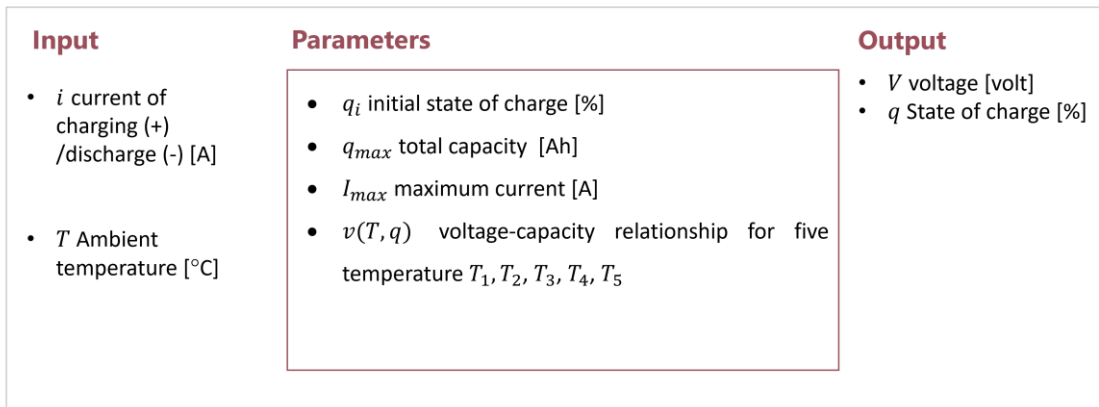 Input
• i current of
charging (+)
/discharge (-) [A]
• T Ambient
temperature [°C]
Parameters
• q_i initial state of charge [%]
• q_max total capacity [Ah]
• I_max maximum current [A]
• v(T, q) voltage-capacity relationship for five
temperature T_1, T_2, T_3, T_4, T_5
Output
• V voltage [volt]
• q State of charge [%]